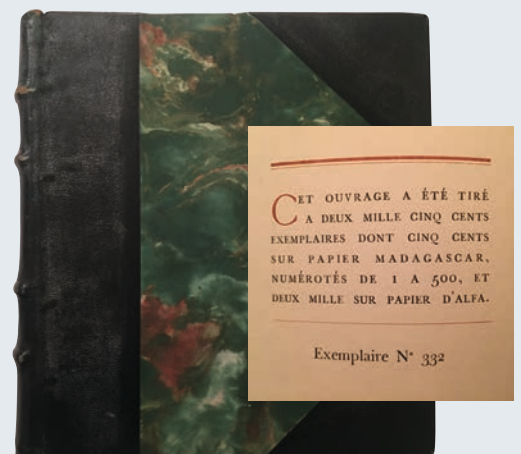 CET OUVRAGE A ÉTÉ TIRÉ
A DEUX MILLE CINQ CENTS
EXEMPLAIRES DONT CINQ CENTS
SUR PAPIER MADAGASCAR,
NUMÉROTÉS DE 1 A 500, ET
DEUX MILLE SUR PAPIER D'ALFA.
Exemplaire N° 332